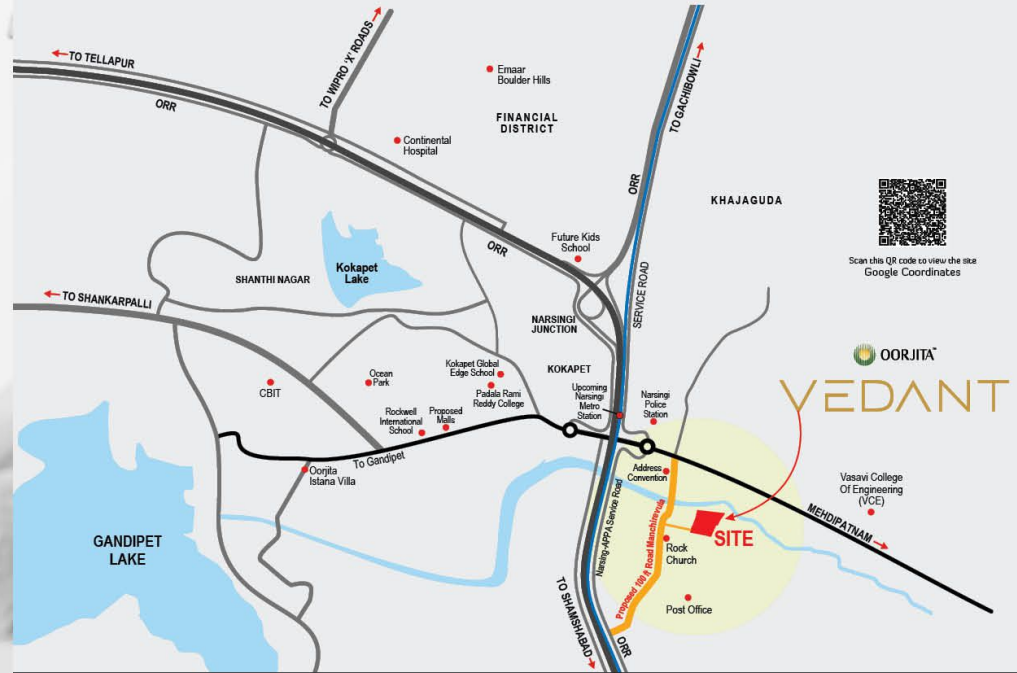 TO TELLAPUR
ORR
TO WIPRO 'X' ROADS
Emaar
Boulder Hills
FINANCIAL
DISTRICT
Continental
Hospital
TO GACHIBOWLI
ORR
KHAJAGUDA
Scan this QR code to view the site
Google Coordinates
ORR
Future Kids
School
SERVICE ROAD
SHANTHI NAGAR
Kokapet
Lake
TO SHANKARPALLI
NARSINGI
JUNCTION
OORJITA™
VEDANT
KOKAPET
Kokapet Global
Edge School
Padala Rami
Reddy College
Ocean
Park
CBIT
Upcoming
Narsingi
Metro
Station
Narsingi
Police
Station
Rockwell
International
School
Proposed
Malls
To Gandipet
Oorjita
Istana Villa
Address
Convention
Vasavi College
Of Engineering
(VCE)
MEHDIPATNAM
Narsing-APPA Service Road
Proposed 100 ft Road Manchirevula
SITE
Rock
Church
GANDIPET
LAKE
Post Office
TO SHAMSHABAD
ORR